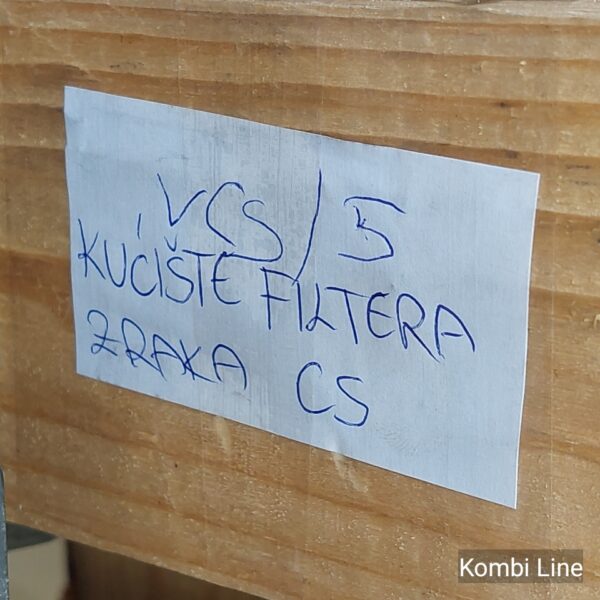 VCS/5
KUĆIŠTE FILTERA
ZRAKA CS
Kombi Line